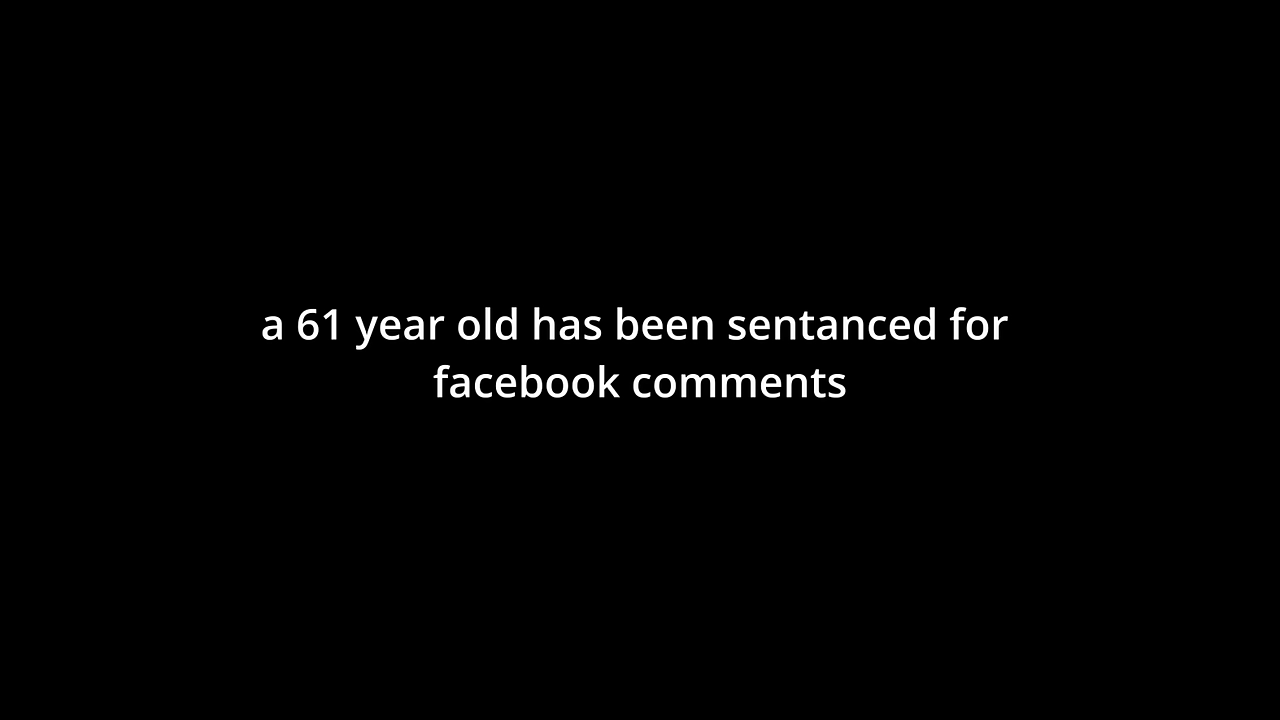 a 61 year old has been sentanced for
facebook comments